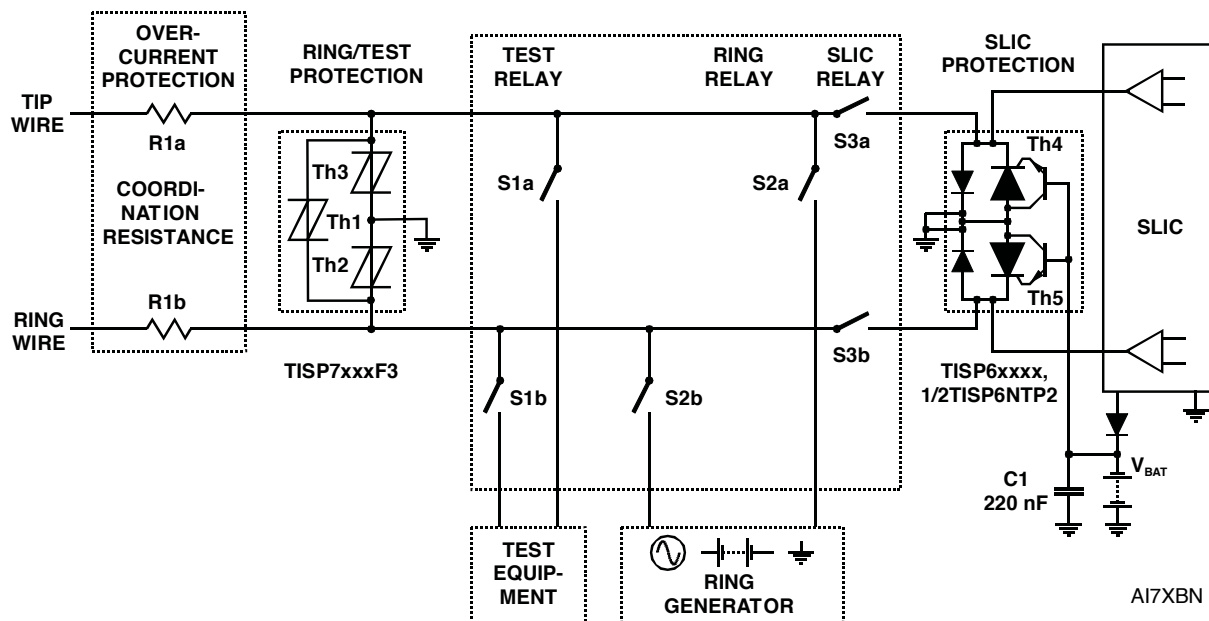 OVER-
CURRENT
PROTECTION
RING/TEST
PROTECTION
TEST
RELAY
RING
RELAY
SLIC
RELAY
SLIC
PROTECTION
TIP
WIRE
R1a
COORDI-
NATION
RESISTANCE
R1b
RING
WIRE
Th3
Th1
Th2
TISP7xxxF3
S1a
S2a
S3a
S1b
S2b
S3b
Th4
Th5
SLIC
TISP6xxxx,
1/2TISP6NTP2
C1
220 nF
VBAT
TEST
EQUIP-
MENT
RING
GENERATOR
AI7XBN